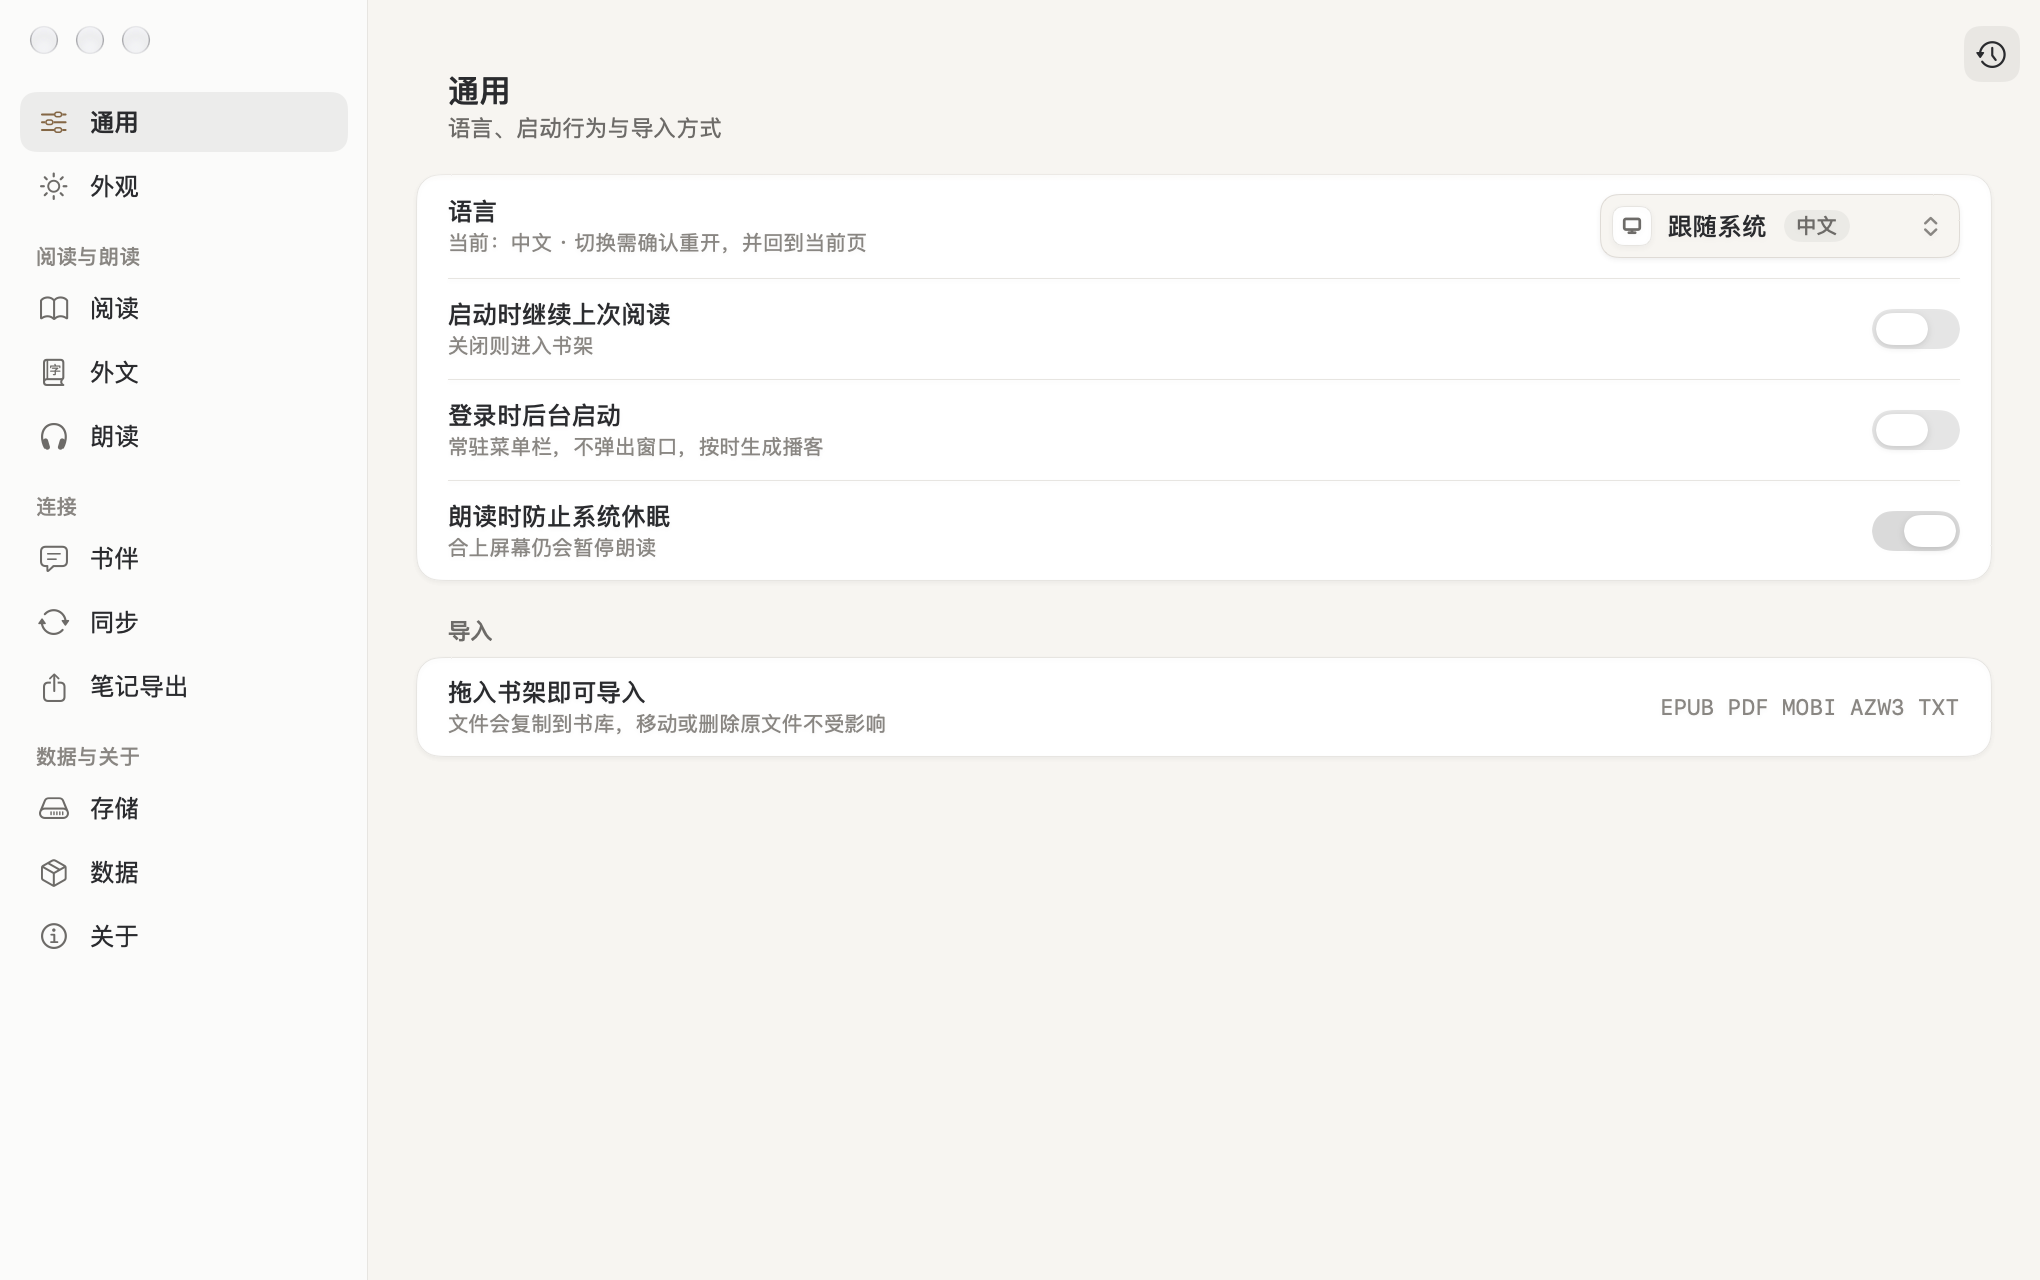 通用
外观
阅读与朗读
阅读
外文
朗读
连接
书伴
同步
笔记导出
数据与关于
存储
数据
关于
通用
语言、启动行为与导入方式
语言
当前：中文 · 切换需确认重开，并回到当前页
跟随系统 中文
启动时继续上次阅读
关闭则进入书架
登录时后台启动
常驻菜单栏，不弹出窗口，按时生成播客
朗读时防止系统休眠
合上屏幕仍会暂停朗读
导入
拖入书架即可导入
文件会复制到书库，移动或删除原文件不受影响
EPUB PDF MOBI AZW3 TXT